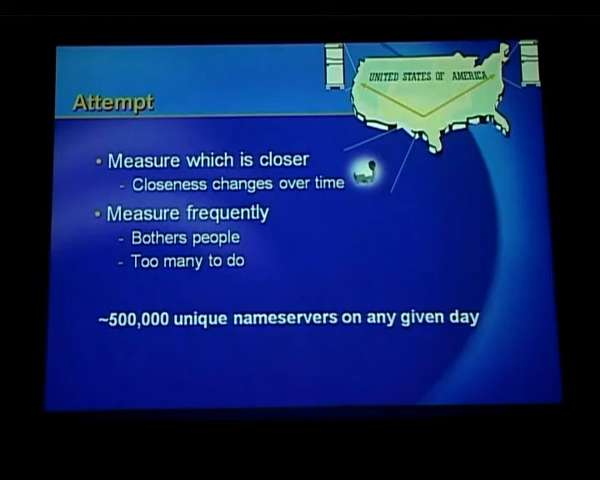 UNITED STATES OF AMERICA
Attempt
• Measure which is closer
- Closeness changes over time
• Measure frequently
- Bothers people
- Too many to do
~500,000 unique nameservers on any given day